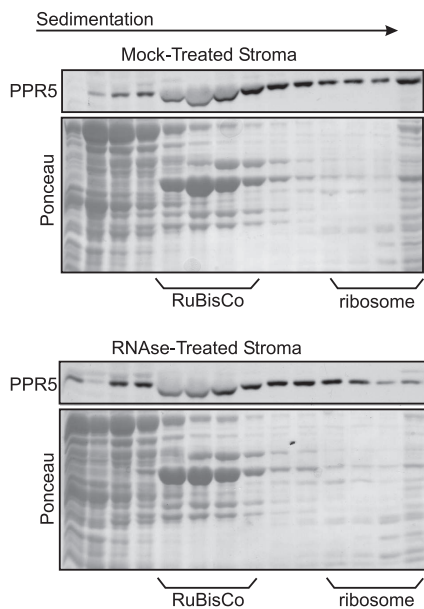 Sedimentation
Mock-Treated Stroma
PPR5
Ponceau
RuBisCo
ribosome
RNAse-Treated Stroma
PPR5
Ponceau
RuBisCo
ribosome